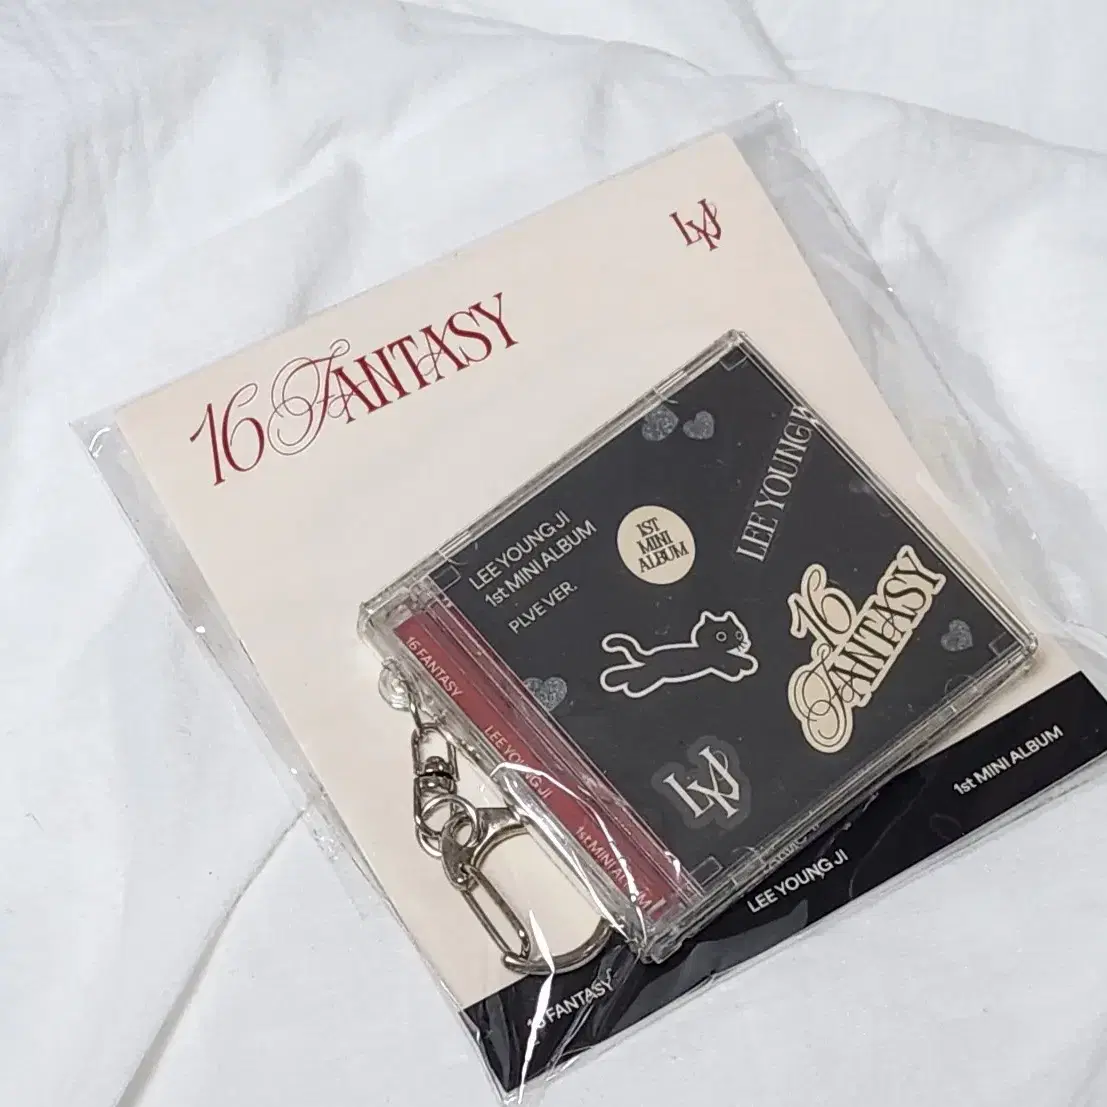 LYJ
16 FANTASY
LEE YOUNG JI
1st MINI ALBUM
PLVE VER.
1ST
MINI
ALBUM
LEE YOUNG
16
FANTASY
LYJ
16 FANTASY
LEE YOUNG JI
1st MINI ALBUM
16 FANTASY
LEE YOUNG JI
1st MINI ALBUM